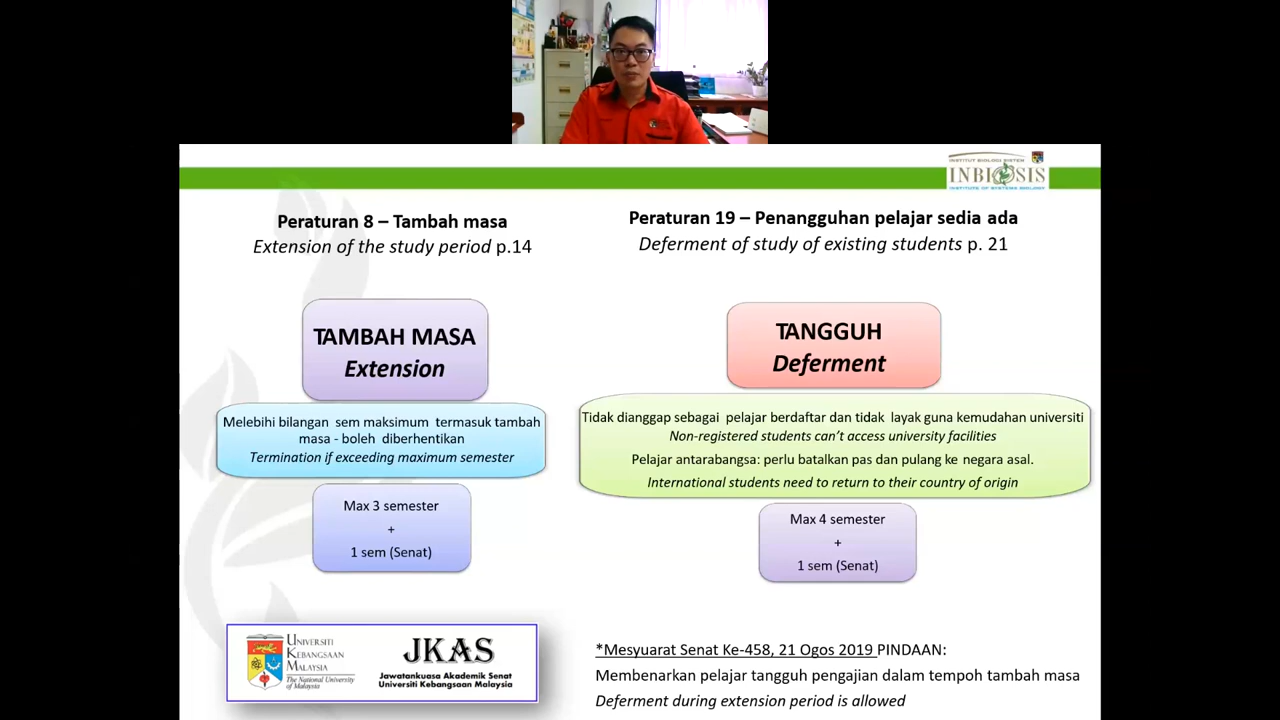 INSTITUT BIOLOGI SISTEM
INBIOSIS
INSTITUTE OF SYSTEMS BIOLOGY
Peraturan 8 – Tambah masa
Extension of the study period p.14
Peraturan 19 – Penangguhan pelajar sedia ada
Deferment of study of existing students p. 21
TAMBAH MASA
Extension
Melebihi bilangan sem maksimum termasuk tambah
masa - boleh diberhentikan
Termination if exceeding maximum semester
Max 3 semester
+
1 sem (Senat)
TANGGUH
Deferment
Tidak dianggap sebagai pelajar berdaftar dan tidak layak guna kemudahan universiti
Non-registered students can't access university facilities
Pelajar antarabangsa: perlu batalkan pas dan pulang ke negara asal.
International students need to return to their country of origin
Max 4 semester
+
1 sem (Senat)
UNIVERSITI
KEBANGSAAN
MALAYSIA
The National University
of Malaysia
JKAS
Jawatankuasa Akademik Senat
Universiti Kebangsaan Malaysia
*Mesyuarat Senat Ke-458, 21 Ogos 2019 PINDAAN:
Membenarkan pelajar tangguh pengajian dalam tempoh tambah masa
Deferment during extension period is allowed